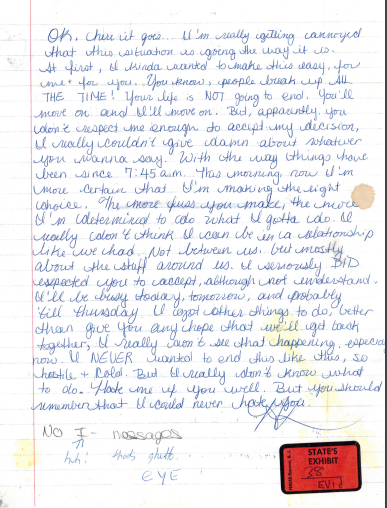 OK, here it goes... I'm really getting annoyed
that this situation is going the way it is.
At first, I kinda wanted to make this easy, for
me + for you. You know, people break up All
THE TIME! Your life is NOT going to end. You'll
move on and I'll move on. But, apparently, you
don't respect me enough to accept my decision,
I really couldn't give damn about whatever
you wanna say. With the way things have
been since 7:45 a.m. This morning now I'm
more certain that I'm making the right
choice. The more fuss you make, the more
I'm determined to do what I gotta do. I
really don't think I can be in a relationship
like we had. Not between us. but mostly
about the stuff around us. I seriously DID
expected you to accept, although not understand.
I'll be busy today, tomorrow, and probably
'till thursday. I got other things to do, better
than give you any hope that we'll get back
together, I really don't see that happening, especial
now. I NEVER wanted to end this like this, so
hostile + cold. But I really don't know what
to do. Hate me if you will. But you should
remember that I could never hate you.
NO I- messages
huh! thats ghett.
EYE
STATE'S
EXHIBIT
38
EVID